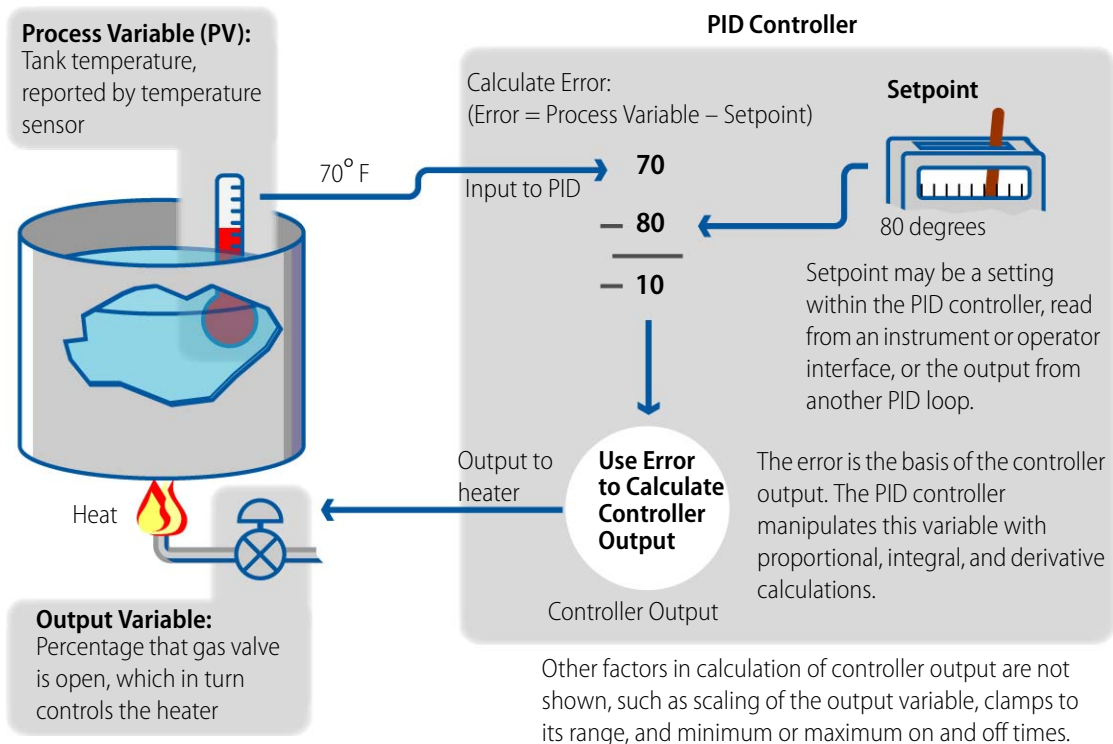 Process Variable (PV):
Tank temperature,
reported by temperature
sensor
70° F
Heat
Output Variable:
Percentage that gas valve
is open, which in turn
controls the heater
PID Controller
Calculate Error:
(Error = Process Variable – Setpoint)
Input to PID
70
— 80
— 10
Setpoint
80 degrees
Setpoint may be a setting
within the PID controller, read
from an instrument or operator
interface, or the output from
another PID loop.
Output to
heater
Use Error
to Calculate
Controller
Output
Controller Output
The error is the basis of the controller
output. The PID controller
manipulates this variable with
proportional, integral, and derivative
calculations.
Other factors in calculation of controller output are not
shown, such as scaling of the output variable, clamps to
its range, and minimum or maximum on and off times.